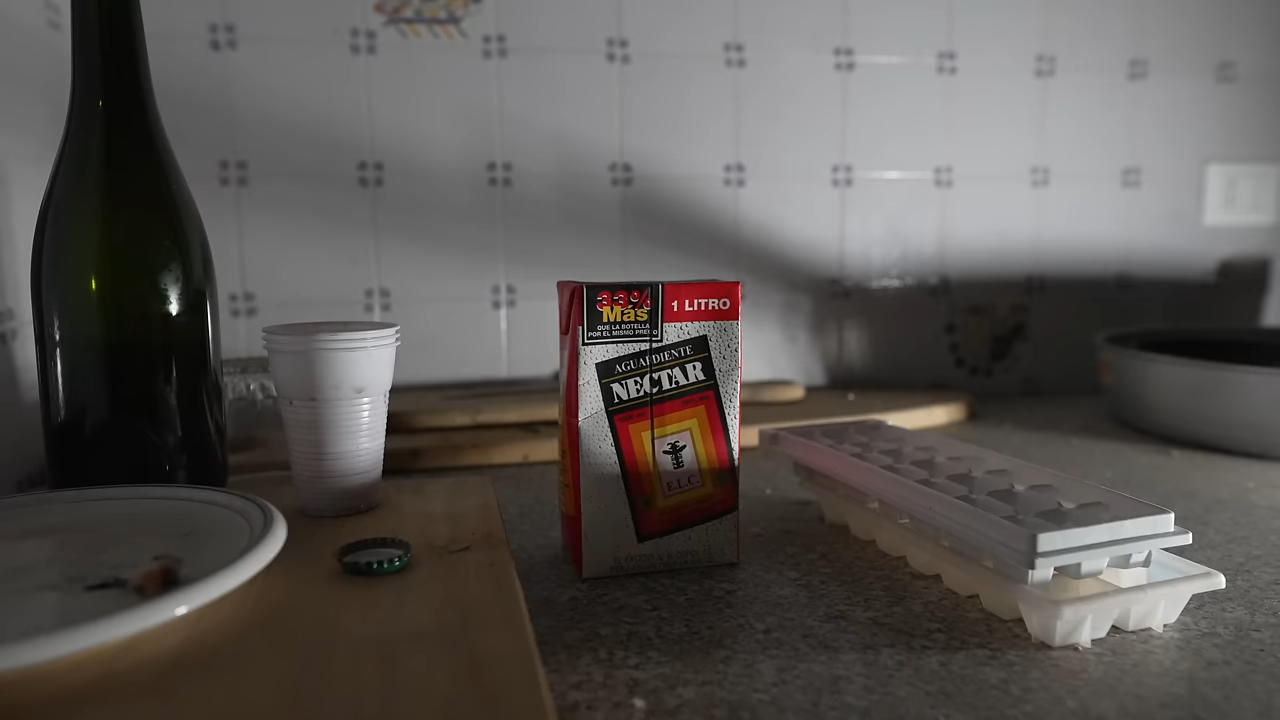 33%
Más
QUE LA BOTELLA
POR EL MISMO PRECIO
1 LITRO
AGUARDIENTE
NECTAR
E.L.C.